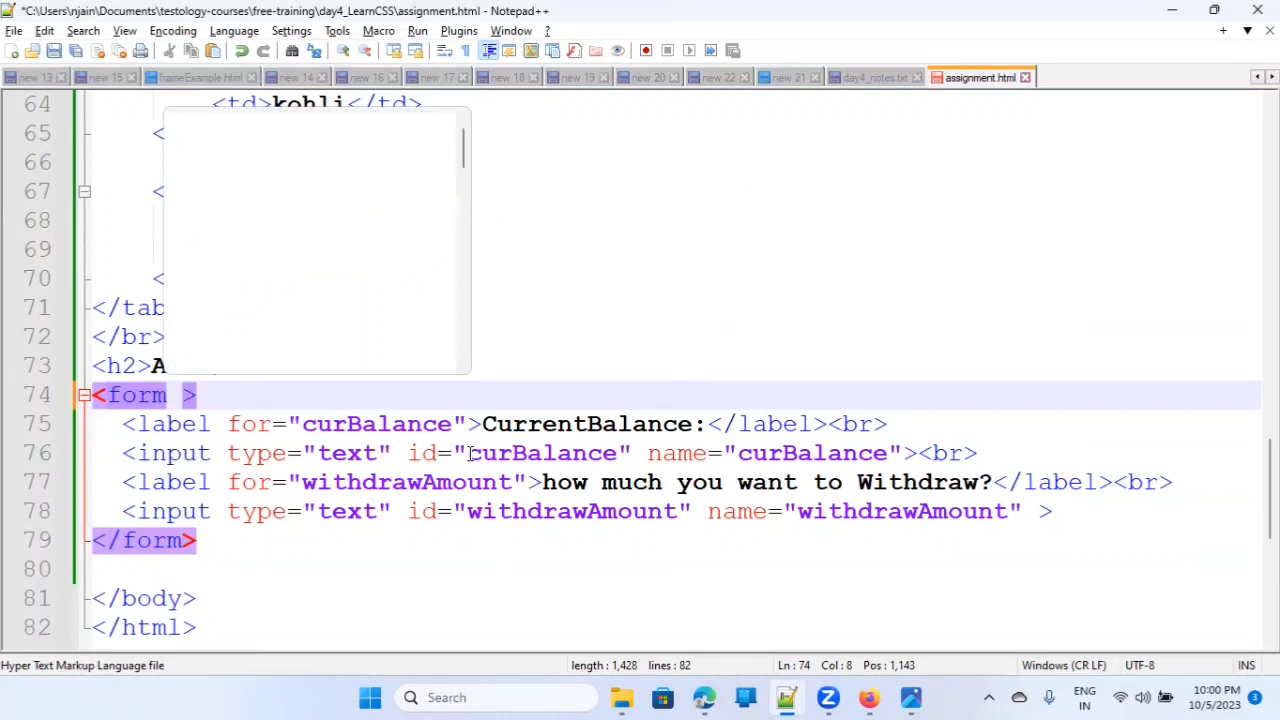 *C:\Users\njain\Documents\testology-courses\free-training\day4_LearnCSS\assignment.html - Notepad++
File Edit Search View Encoding Language Settings Tools Macro Run Plugins Window ?
new 13 new 15 frameExample.html new 14 new 16 new 17 new 18 new 19 new 20 new 22 new 21 day4_notes.txt assignment.html
64 <td>kohli</td>
65 <
66
67 <
68
69
70 <
71 </tab
72 </br>
73 <h2>A
74 <form >
75 <label for="curBalance">CurrentBalance:</label><br>
76 <input type="text" id="curBalance" name="curBalance"><br>
77 <label for="withdrawAmount">how much you want to Withdraw?</label><br>
78 <input type="text" id="withdrawAmount" name="withdrawAmount" >
79 </form>
80
81 </body>
82 </html>
Hyper Text Markup Language file length : 1,428 lines : 82 Ln : 74 Col : 8 Pos : 1,143 Windows (CR LF) UTF-8 INS
Search
ENG
IN
10:00 PM
10/5/2023
3